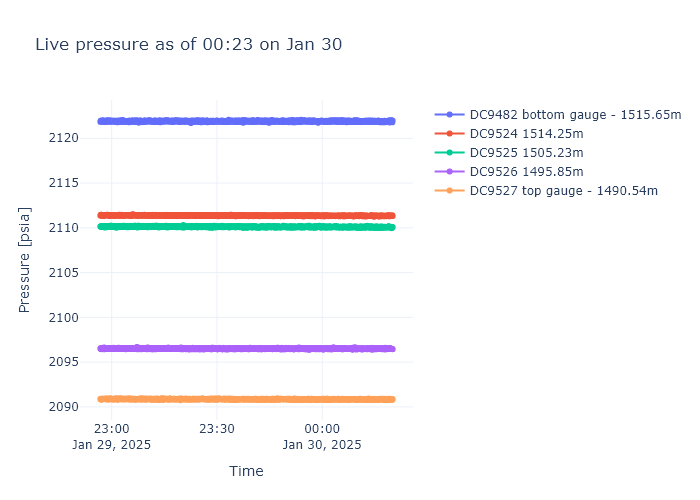 Live pressure as of 00:23 on Jan 30
DC9482 bottom gauge - 1515.65m
DC9524 1514.25m
DC9525 1505.23m
DC9526 1495.85m
DC9527 top gauge - 1490.54m
Pressure [psia]
2120
2115
2110
2105
2100
2095
2090
23:00
Jan 29, 2025
23:30
00:00
Jan 30, 2025
Time